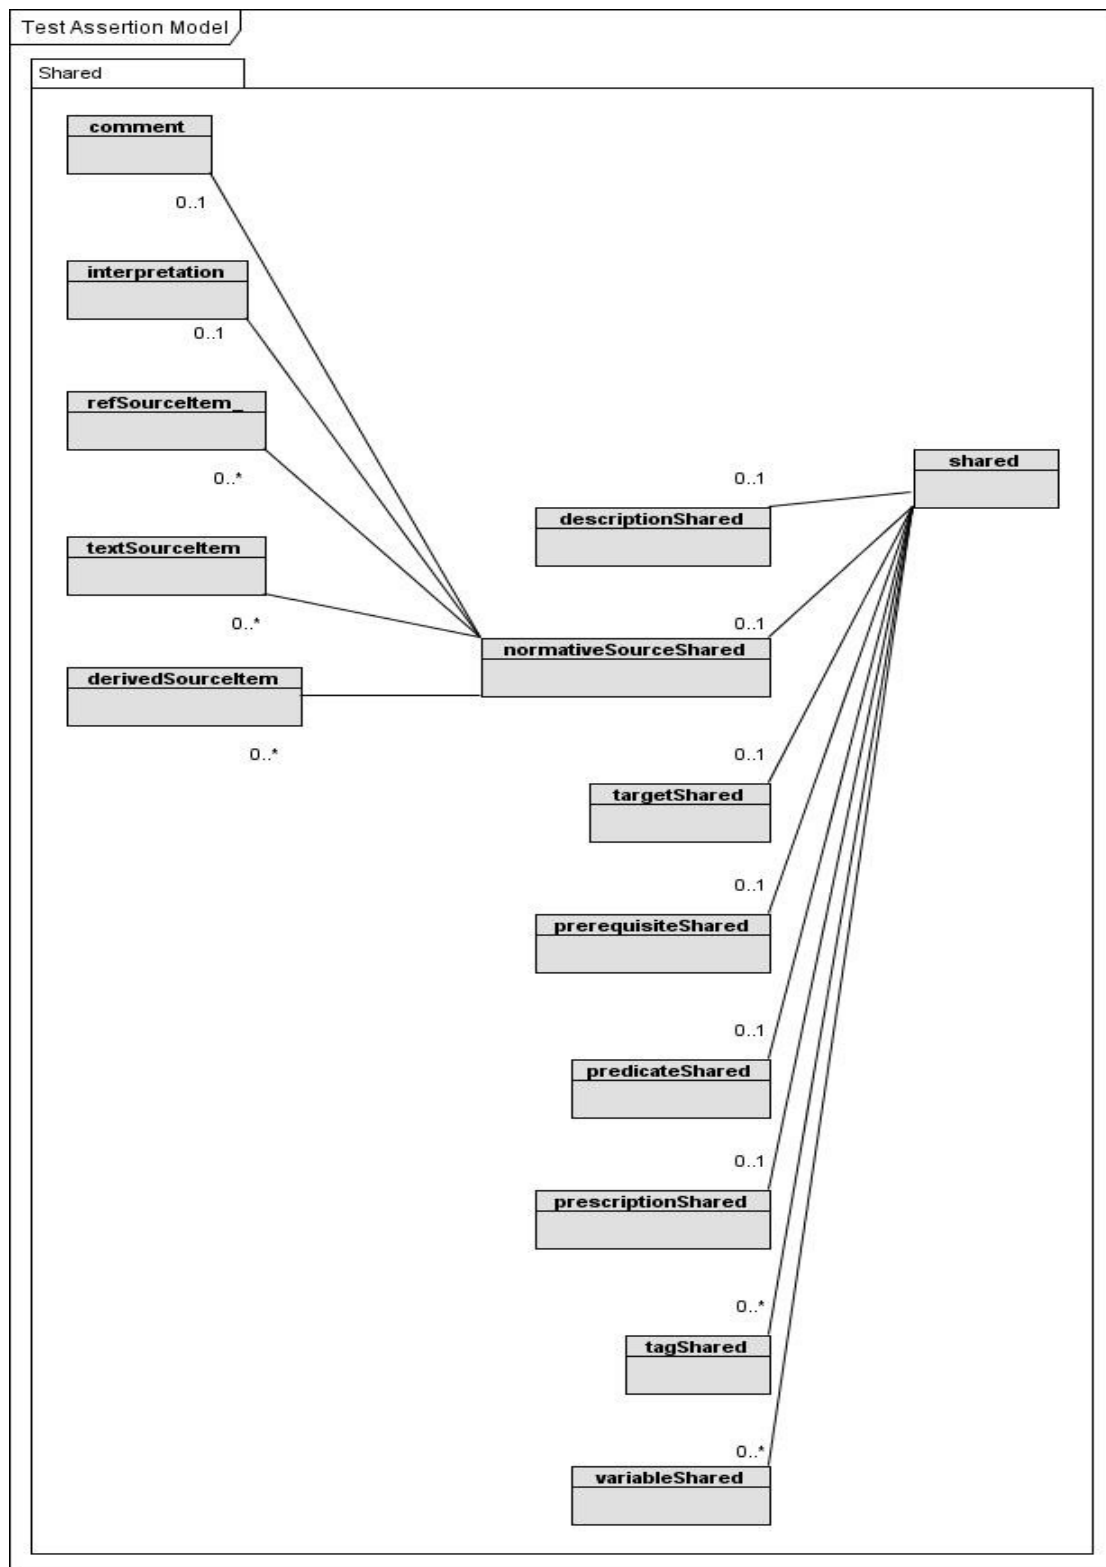 Test Assertion Model
Shared
comment
0..1
interpretation
0..1
refSourceItem_
0..*
shared
0..1
descriptionShared
textSourceItem
0..*
0..1
normativeSourceShared
derivedSourceItem
0..*
0..1
targetShared
0..1
prerequisiteShared
0..1
predicateShared
0..1
prescriptionShared
0..*
tagShared
0..*
variableShared